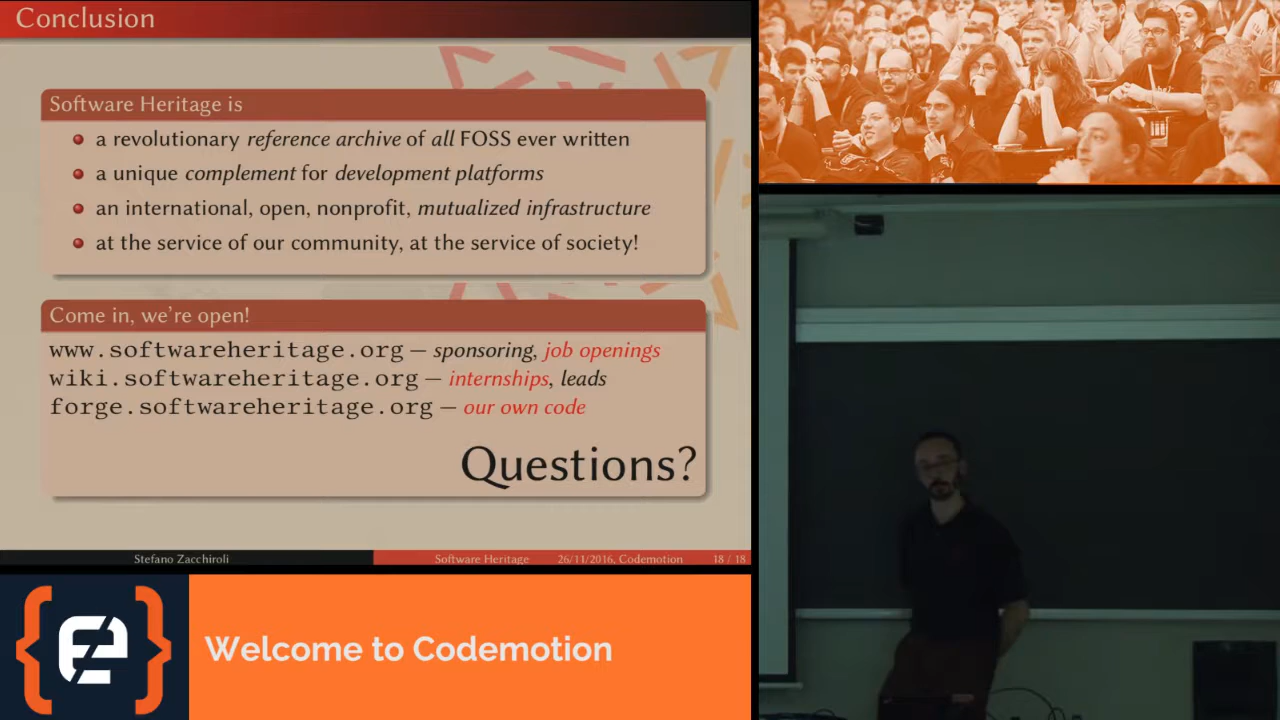 Conclusion
Software Heritage is
a revolutionary reference archive of all FOSS ever written
a unique complement for development platforms
an international, open, nonprofit, mutualized infrastructure
at the service of our community, at the service of society!
Come in, we're open!
www.softwareheritage.org — sponsoring, job openings
wiki.softwareheritage.org — internships, leads
forge.softwareheritage.org — our own code
Questions?
Stefano Zacchiroli
Software Heritage
26/11/2016, Codemotion
18 / 18
Welcome to Codemotion